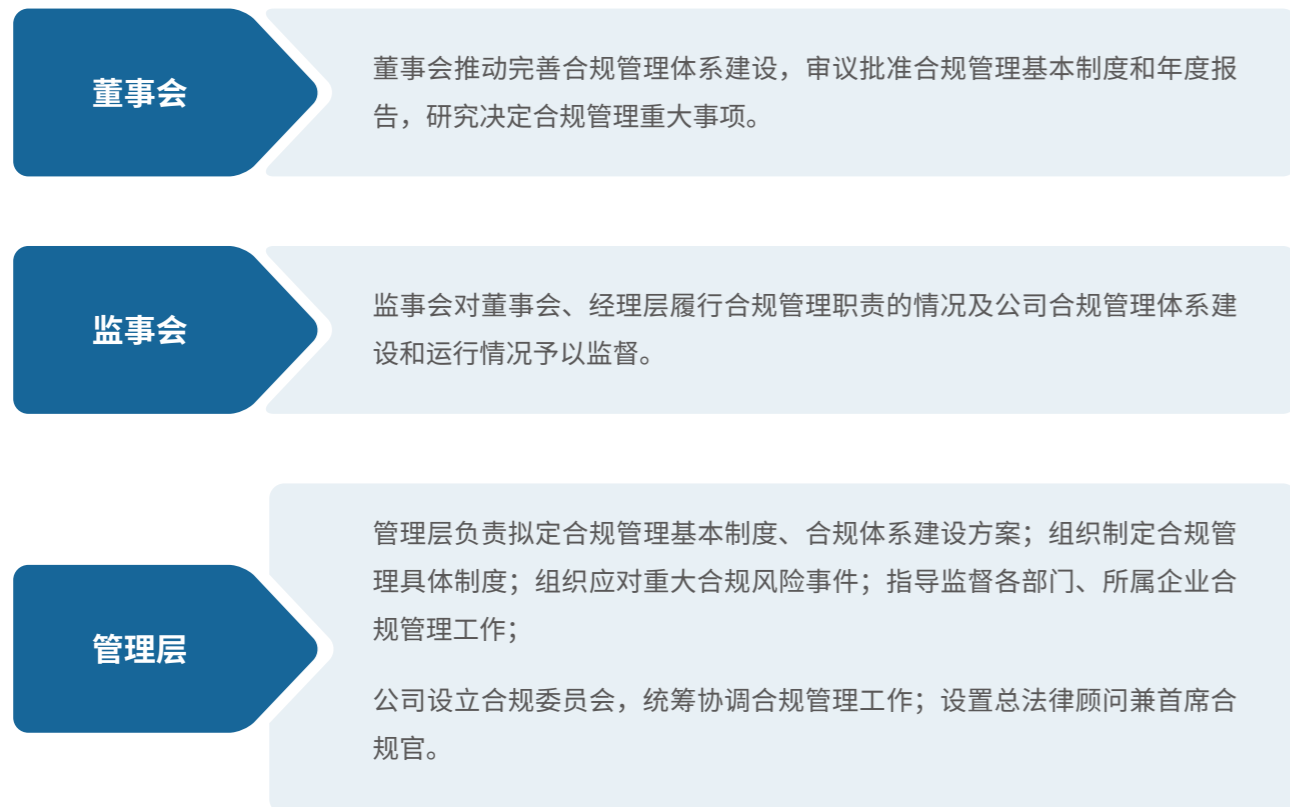 董事会
董事会推动完善合规管理体系建设，审议批准合规管理基本制度和年度报
告，研究决定合规管理重大事项。
监事会
监事会对董事会、经理层履行合规管理职责的情况及公司合规管理体系建
设和运行情况予以监督。
管理层
管理层负责拟定合规管理基本制度、合规体系建设方案；组织制定合规管
理具体制度；组织应对重大合规风险事件；指导监督各部门、所属企业合
规管理工作；
公司设立合规委员会，统筹协调合规管理工作；设置总法律顾问兼首席合
规官。